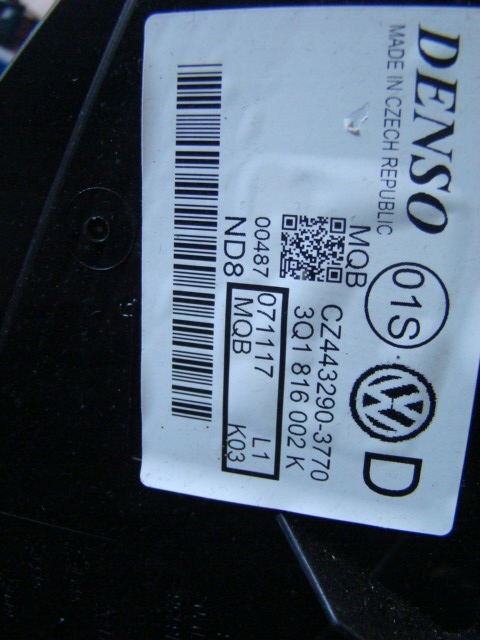 DENSO
MADE IN CZECH REPUBLIC
01S
D
MQB
CZ443290-3770
3Q1 816 002 K
00487
071117 L1
ND8
MQB K03